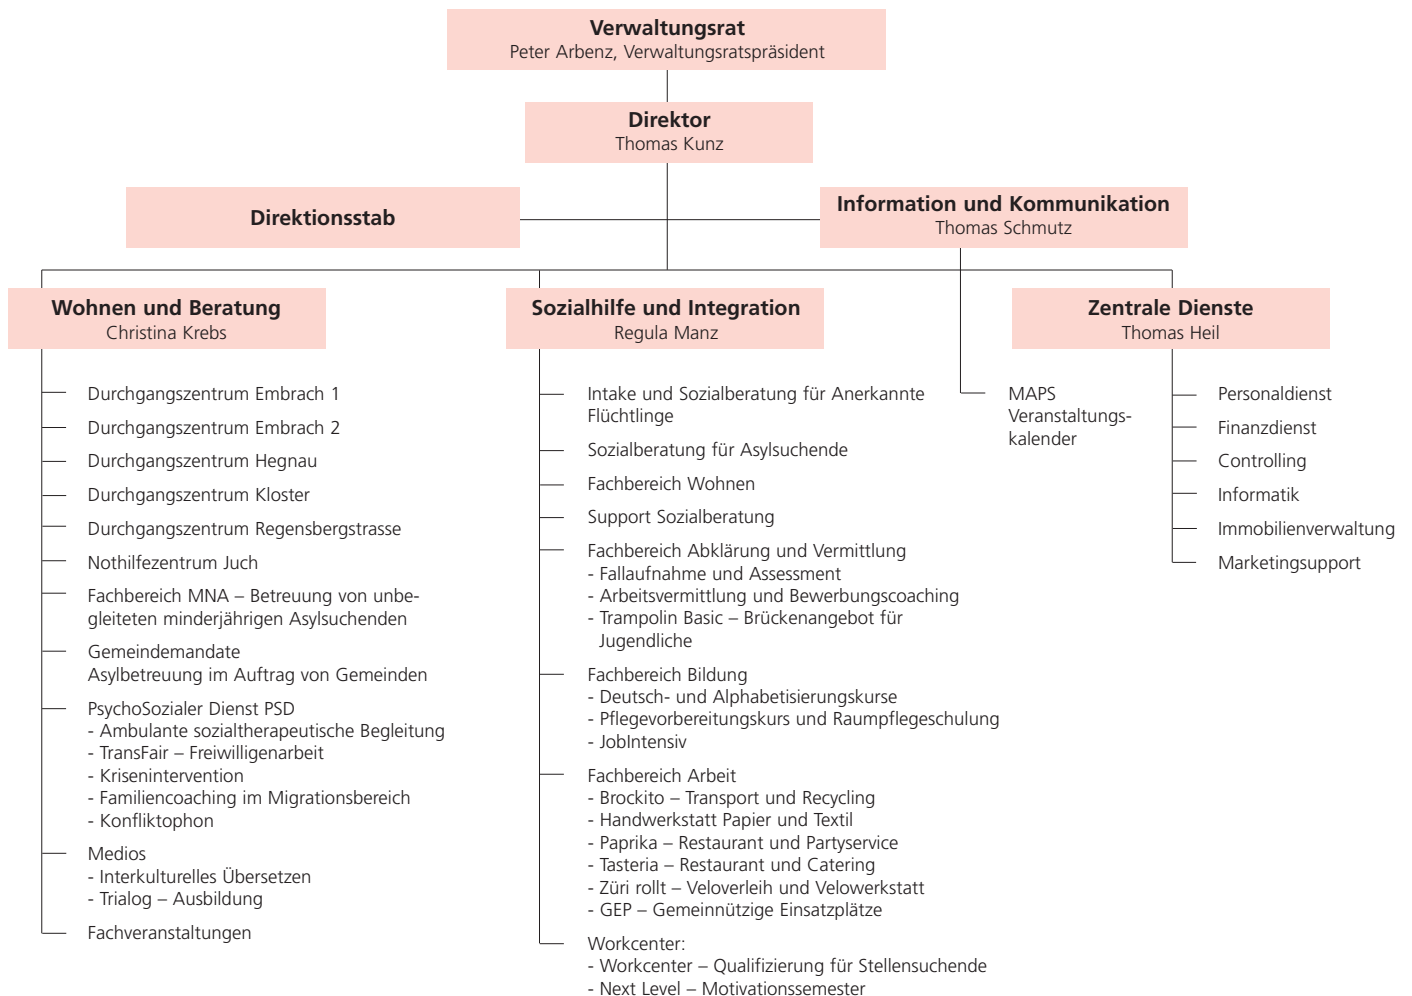 Verwaltungsrat
Peter Arbenz, Verwaltungsratspräsident
Direktor
Thomas Kunz
Direktionsstab
Information und Kommunikation
Thomas Schmutz
Wohnen und Beratung
Christina Krebs
Durchgangszentrum Embrach 1
Durchgangszentrum Embrach 2
Durchgangszentrum Hegnau
Durchgangszentrum Kloster
Durchgangszentrum Regensbergstrasse
Nothilfezentrum Juch
Fachbereich MNA – Betreuung von unbe-
gleiteten minderjährigen Asylsuchenden
Gemeindemandate
Asylbetreuung im Auftrag von Gemeinden
PsychoSozialer Dienst PSD
- Ambulante sozialtherapeutische Begleitung
- TransFair – Freiwilligenarbeit
- Krisenintervention
- Familiencoaching im Migrationsbereich
- Konfliktophon
Medios
- Interkulturelles Übersetzen
- Trialog – Ausbildung
Fachveranstaltungen
Sozialhilfe und Integration
Regula Manz
Intake und Sozialberatung für Anerkannte
Flüchtlinge
Sozialberatung für Asylsuchende
Fachbereich Wohnen
Support Sozialberatung
Fachbereich Abklärung und Vermittlung
- Fallaufnahme und Assessment
- Arbeitsvermittlung und Bewerbungscoaching
- Trampolin Basic – Brückenangebot für
Jugendliche
Fachbereich Bildung
- Deutsch- und Alphabetisierungskurse
- Pflegevorbereitungskurs und Raumpflegeschulung
- JobIntensiv
Fachbereich Arbeit
- Brockito – Transport und Recycling
- Handwerkstatt Papier und Textil
- Paprika – Restaurant und Partyservice
- Tasteria – Restaurant und Catering
- Züri rollt – Veloverleih und Velowerkstatt
- GEP – Gemeinnützige Einsatzplätze
Workcenter:
- Workcenter – Qualifizierung für Stellensuchende
- Next Level – Motivationssemester
MAPS
Veranstaltungs-
kalender
Zentrale Dienste
Thomas Heil
Personaldienst
Finanzdienst
Controlling
Informatik
Immobilienverwaltung
Marketingsupport